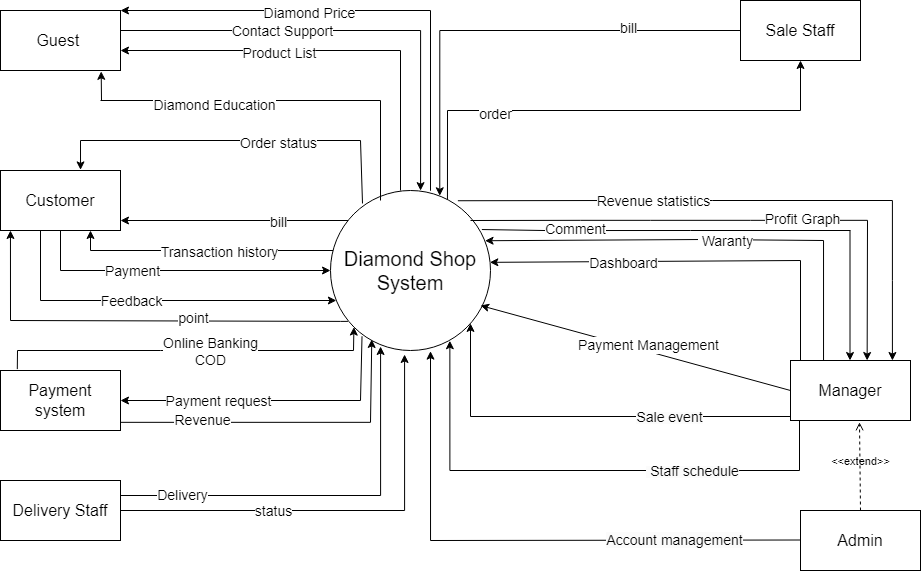 Diamond Price
Guest
Contact Support
bill
Sale Staff
Product List
Diamond Education
order
Order status
Customer
Revenue statistics
bill
Profit Graph
Comment
Waranty
Transaction history
Diamond Shop
System
Dashboard
Payment
Feedback
point
Online Banking
COD
Payment Management
Payment
system
Manager
Payment request
Revenue
Sale event
<<extend>>
Staff schedule
Delivery
Delivery Staff
status
Account management
Admin